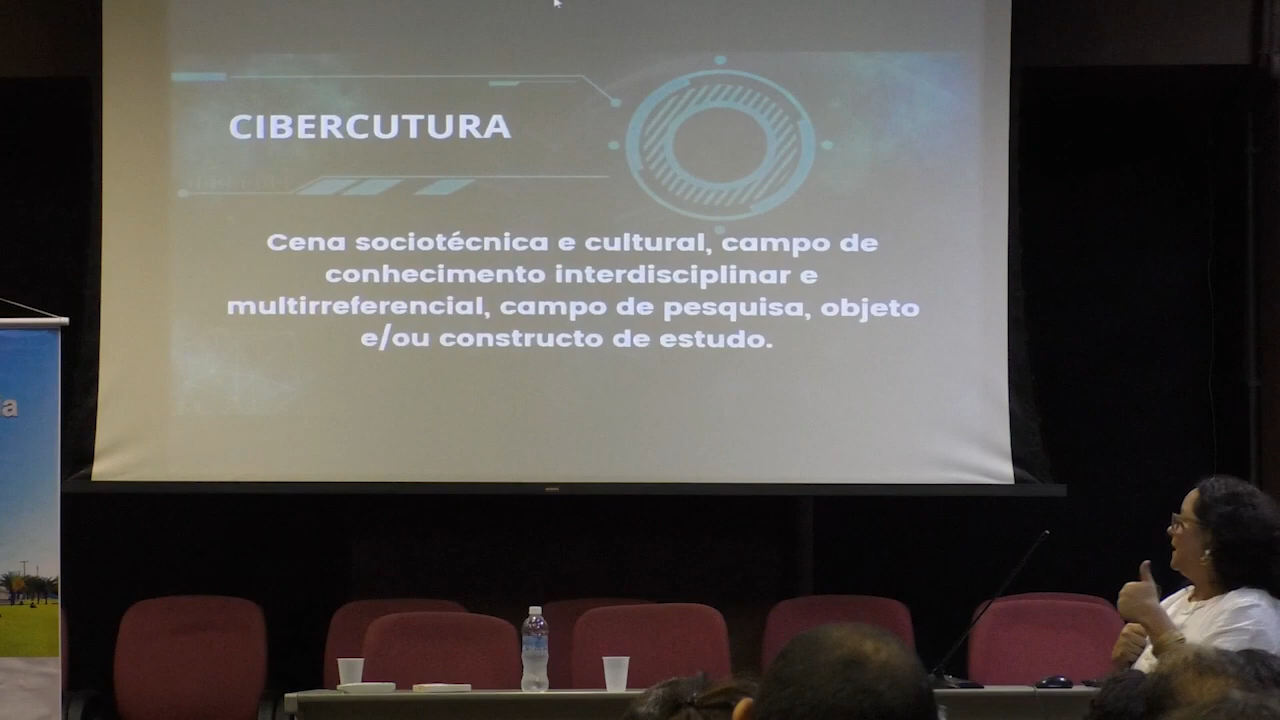 CIBERCUTURA
Cena sociotécnica e cultural, campo de
conhecimento interdisciplinar e
multirreferencial, campo de pesquisa, objeto
e/ou constructo de estudo.